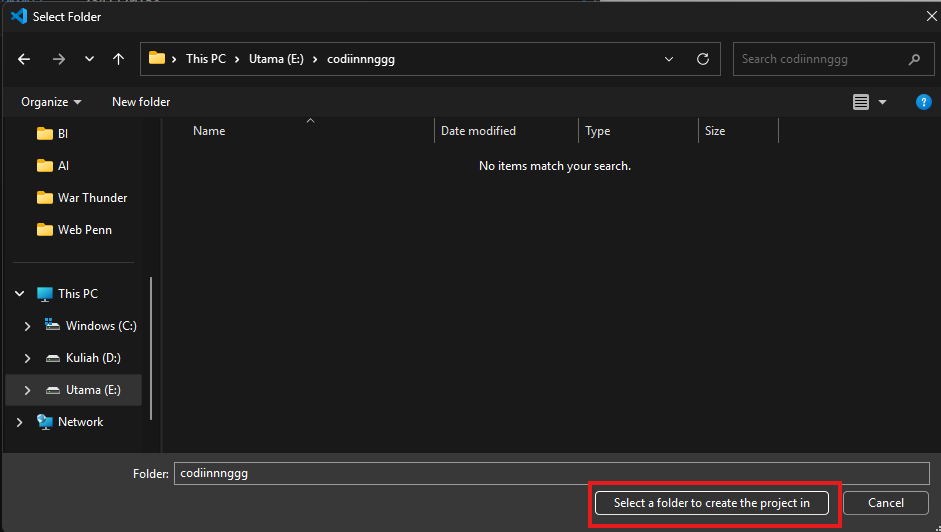 Select Folder
This PC > Utama (E:) > codiinnnggg
Search codiinnnggg
Organize
New folder
?
Name
Date modified
Type
Size
No items match your search.
BI
AI
War Thunder
Web Penn
This PC
Windows (C:)
Kuliah (D:)
Utama (E:)
Network
Folder: codiinnnggg
Select a folder to create the project in
Cancel